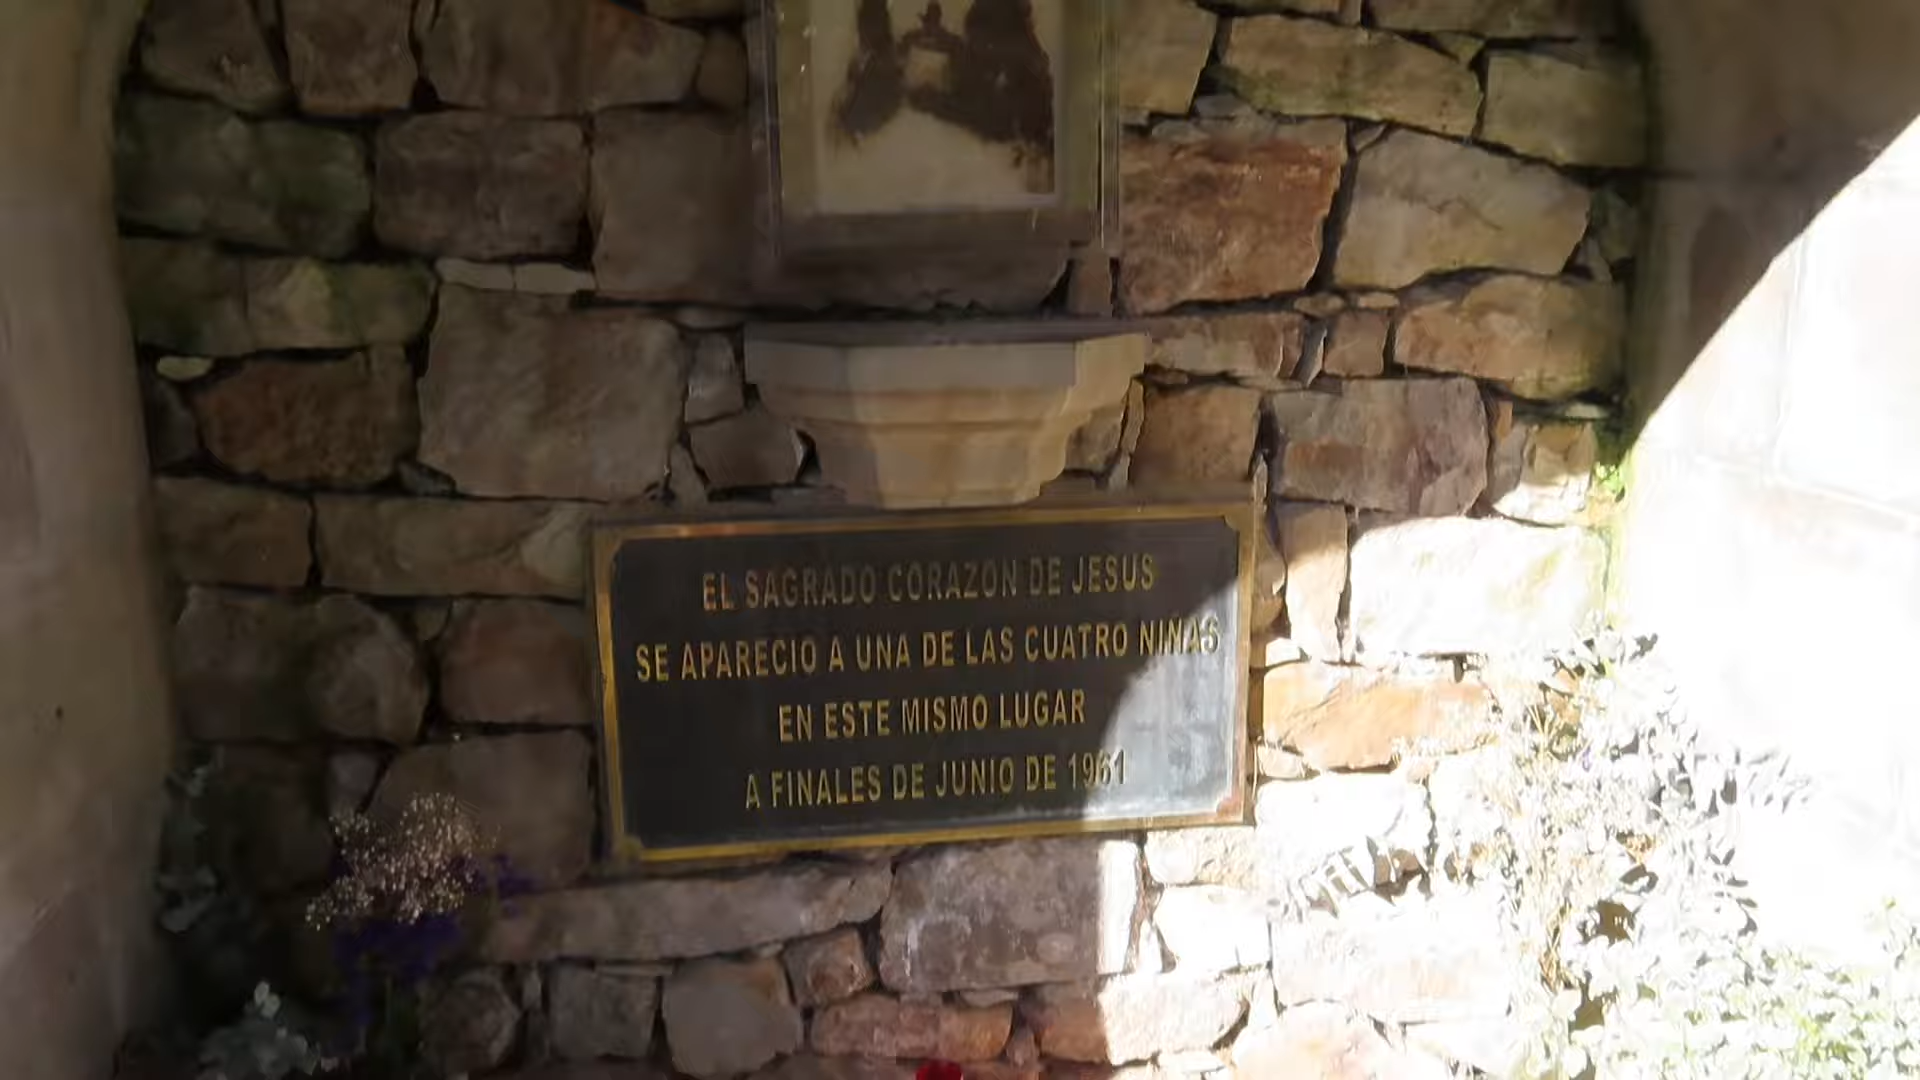 EL SAGRADO CORAZON DE JESUS
SE APARECIO A UNA DE LAS CUATRO NIÑAS
EN ESTE MISMO LUGAR
A FINALES DE JUNIO DE 1961